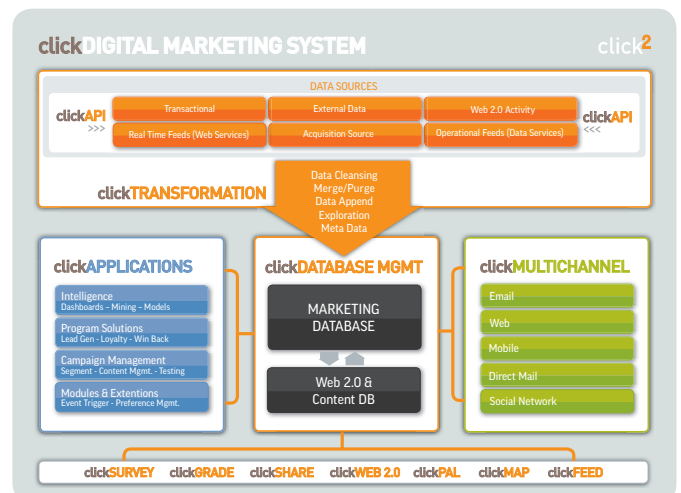 clickDIGITAL MARKETING SYSTEM
click2
DATA SOURCES
clickAPI
>>>
Transactional
External Data
Web 2.0 Activity
Real Time Feeds (Web Services)
Acquisition Source
Operational Feeds (Data Services)
clickAPI
<<<
clickTRANSFORMATION
Data Cleansing
Merge/Purge
Data Append
Exploration
Meta Data
clickAPPLICATIONS
Intelligence
Dashboards - Mining - Models
Program Solutions
Lead Gen - Loyalty - Win Back
Campaign Management
Segment - Content Mgmt. - Testing
Modules & Extentions
Event Trigger - Preference Mgmt.
clickDATABASE MGMT
MARKETING
DATABASE
Web 2.0 &
Content DB
clickMULTICHANNEL
Email
Web
Mobile
Direct Mail
Social Network
clickSURVEY clickGRADE clickSHARE clickWEB 2.0 clickPAL clickMAP clickFEED